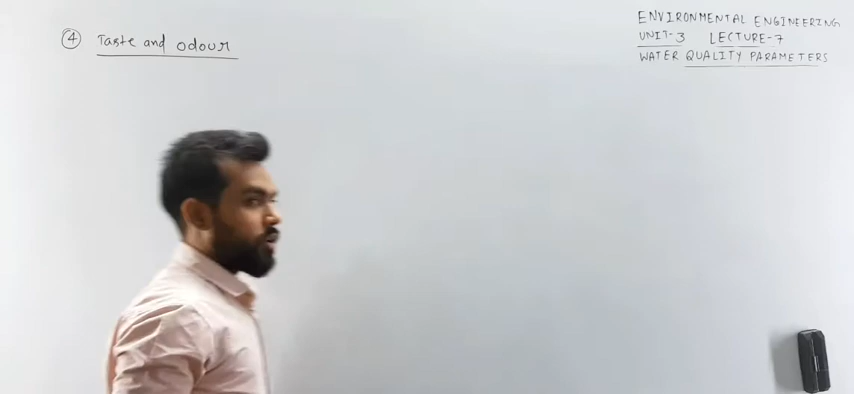 ④ Taste and odour
ENVIRONMENTAL ENGINEERING
UNIT-3 LECTURE-7
WATER QUALITY PARAMETERS